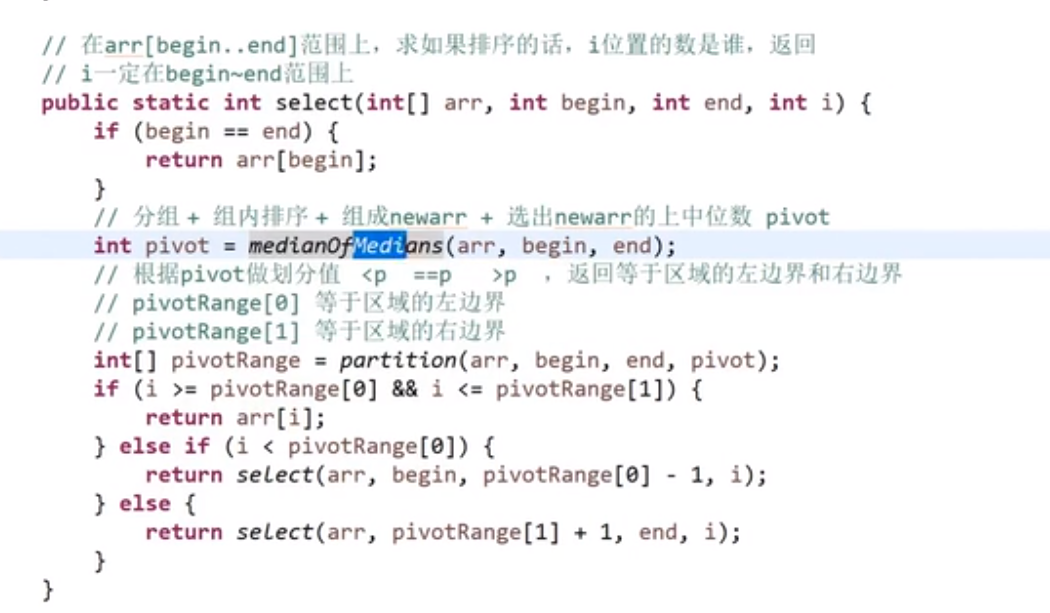 // 在arr[begin..end]范围上，求如果排序的话，i位置的数是谁，返回
// i一定在begin~end范围上
public static int select(int[] arr, int begin, int end, int i) {
    if (begin == end) {
        return arr[begin];
    }
    // 分组 + 组内排序 + 组成newarr + 选出newarr的上中位数 pivot
    int pivot = medianOfMedians(arr, begin, end);
    // 根据pivot做划分值 <p  ==p  >p ，返回等于区域的左边界和右边界
    // pivotRange[0] 等于区域的左边界
    // pivotRange[1] 等于区域的右边界
    int[] pivotRange = partition(arr, begin, end, pivot);
    if (i >= pivotRange[0] && i <= pivotRange[1]) {
        return arr[i];
    } else if (i < pivotRange[0]) {
        return select(arr, begin, pivotRange[0] - 1, i);
    } else {
        return select(arr, pivotRange[1] + 1, end, i);
    }
}